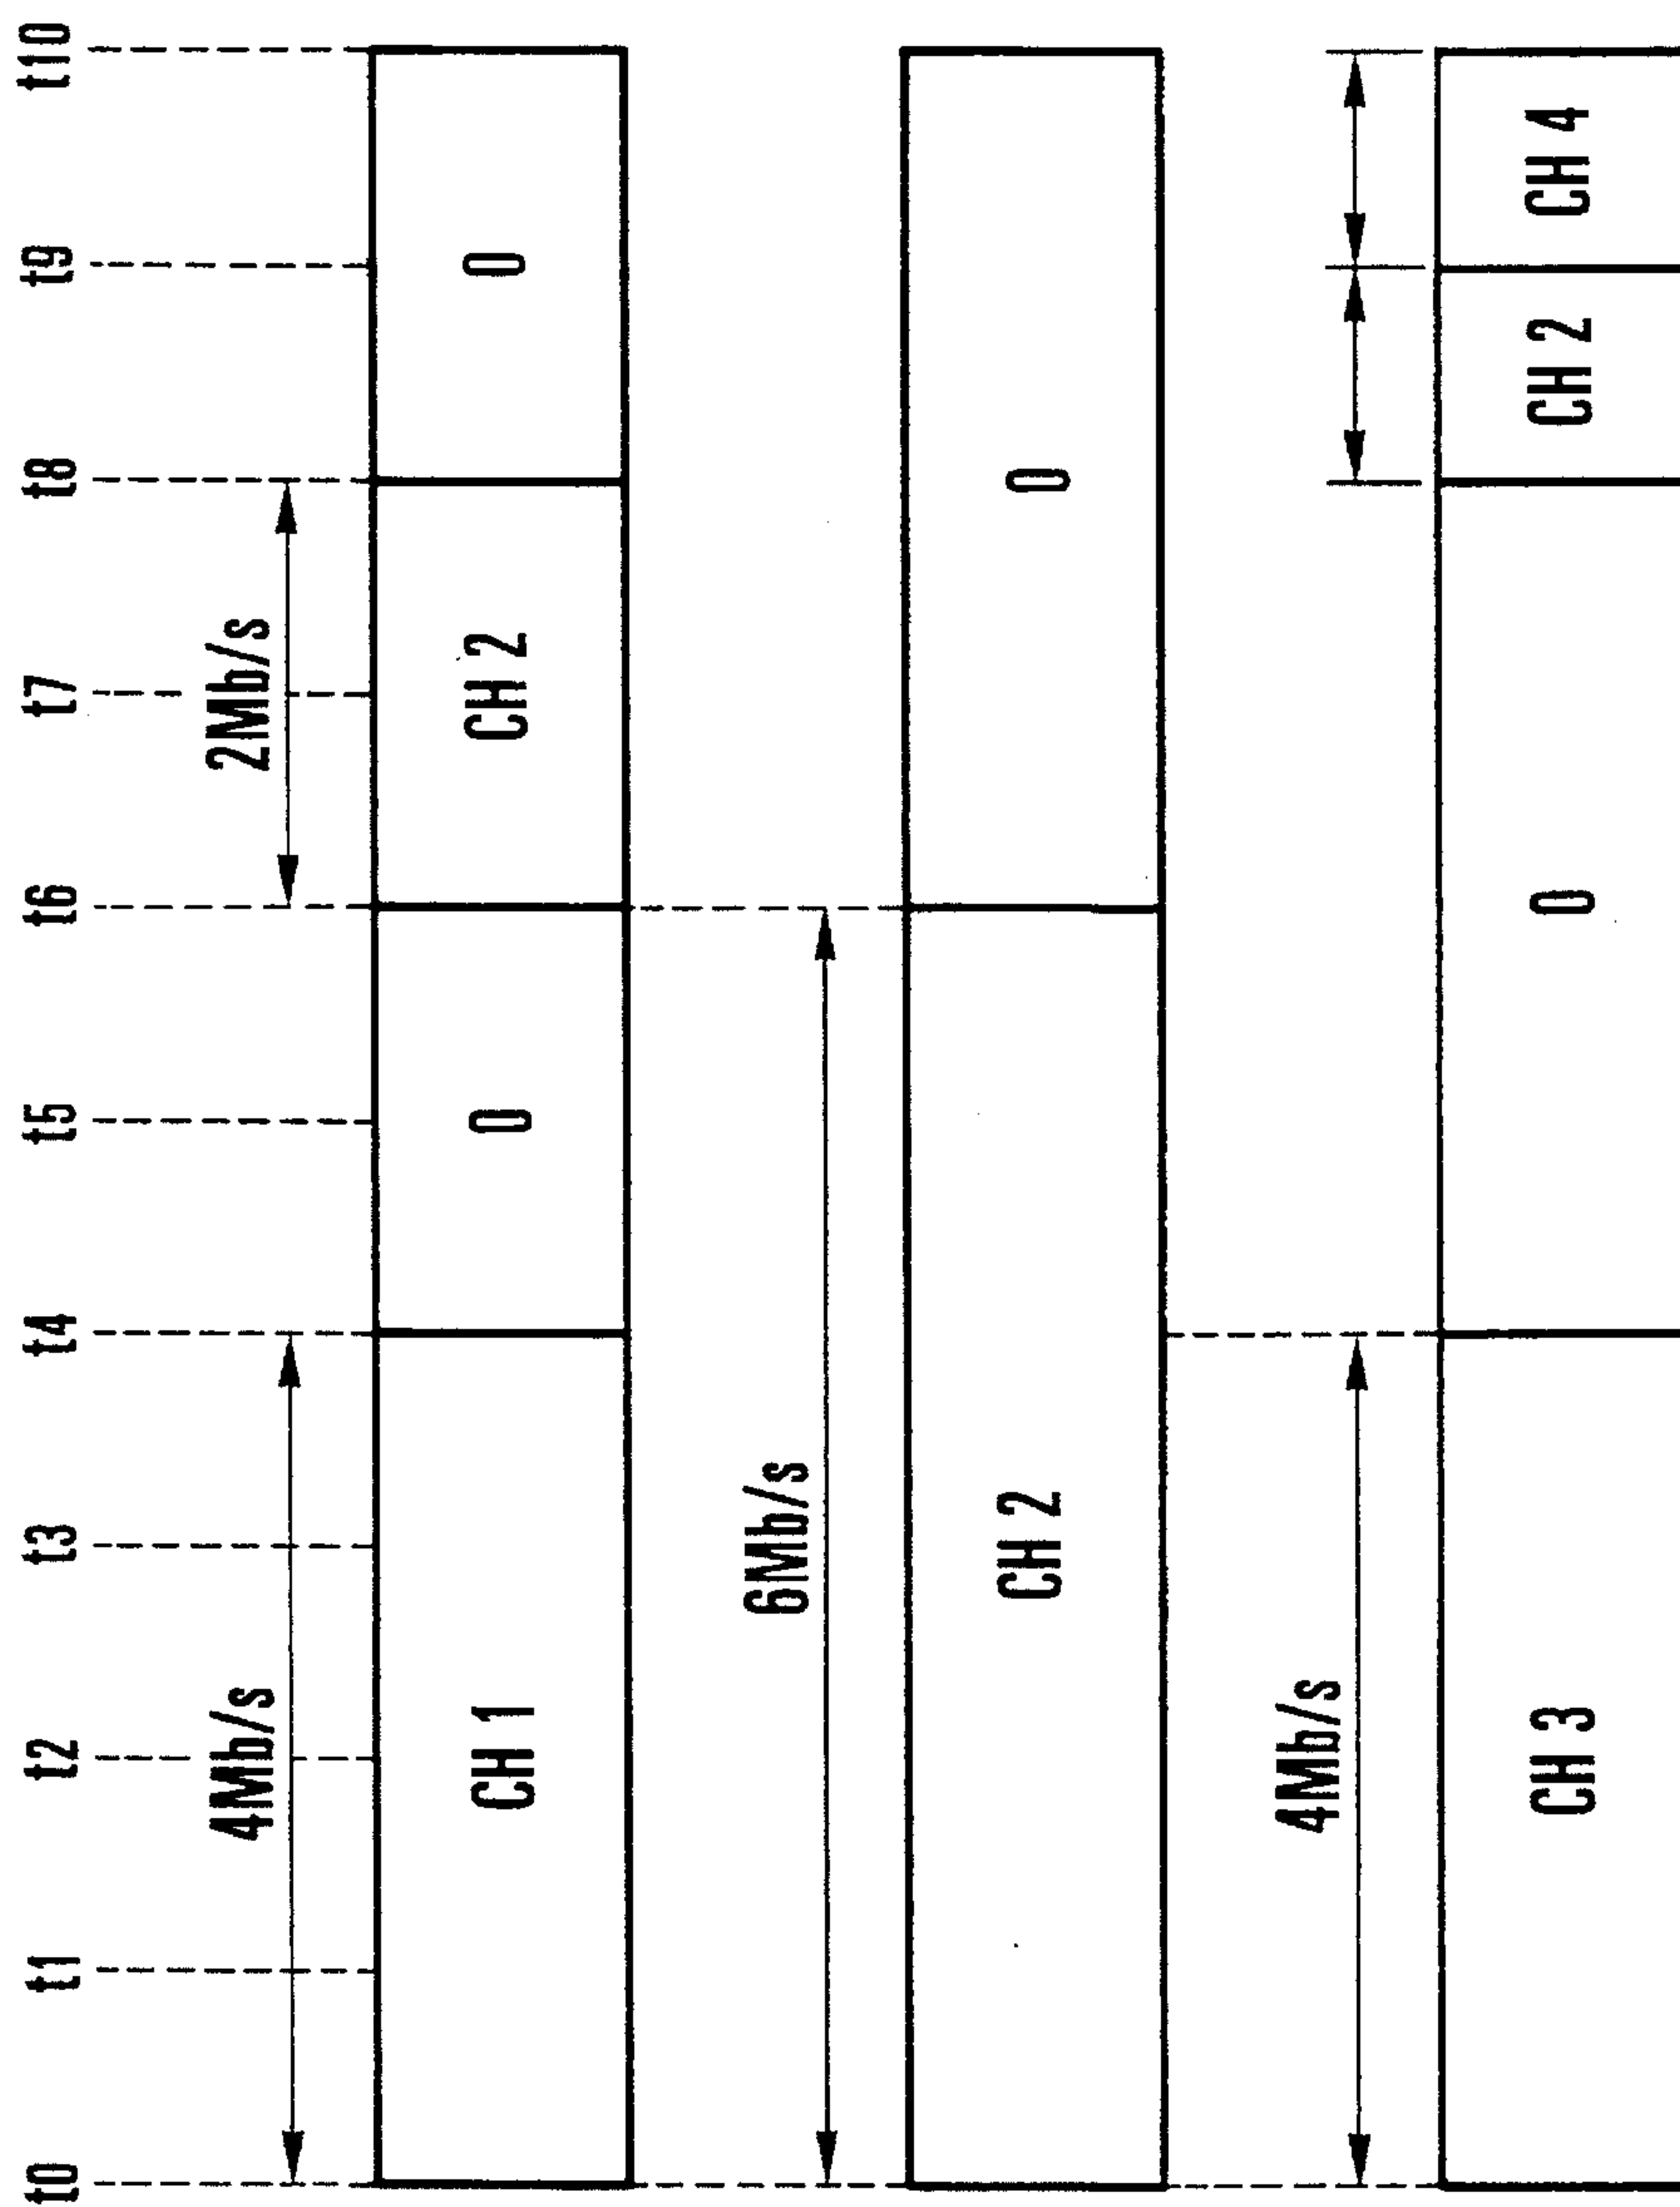 t0 t1 t2 t3 t4 t5 t6 t7 t8 t9 t10
4Mb/s 2Mb/s
CH 1 0 CH 2 0
6Mb/s
CH 2 0
4Mb/s
CH 3 0 CH 2 CH 4